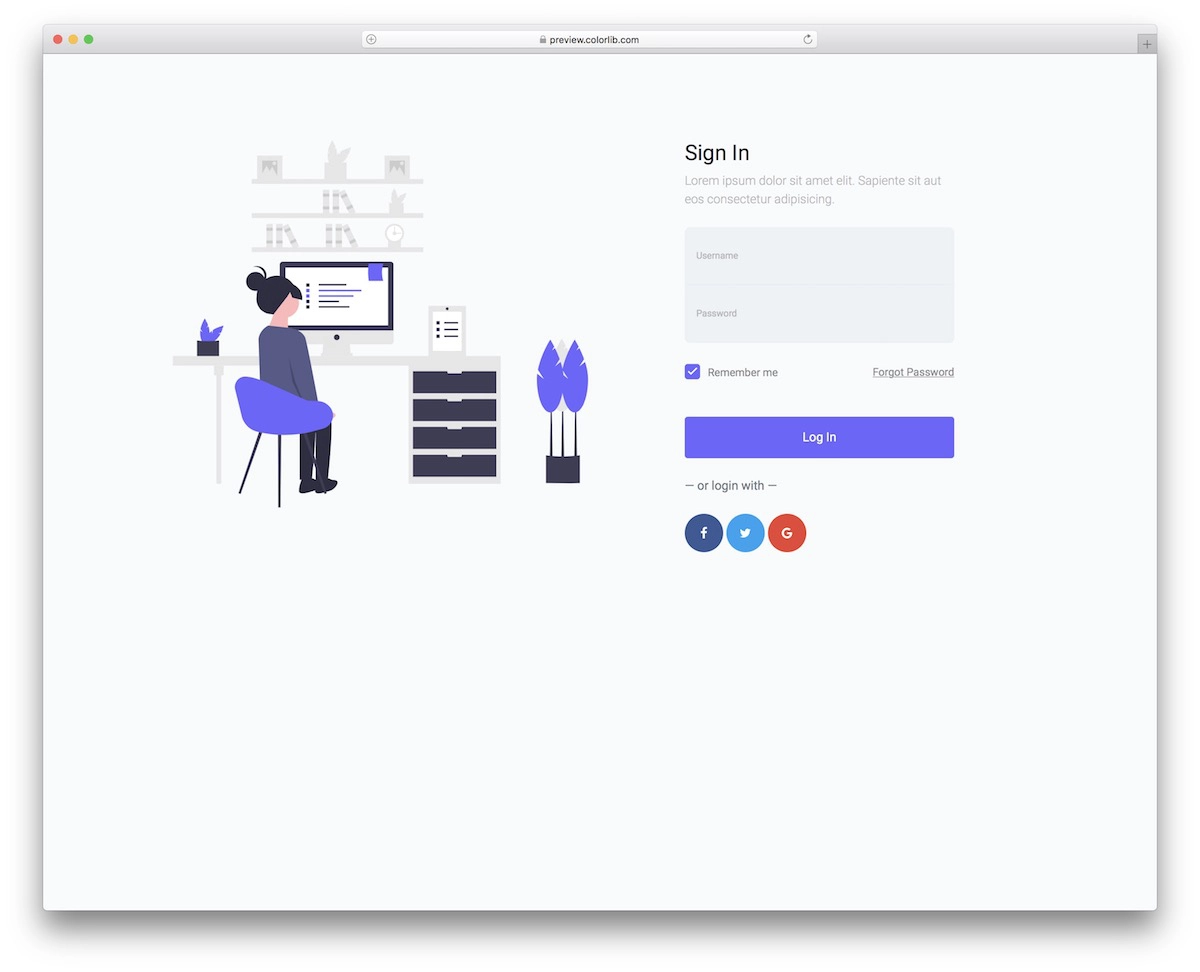 preview.colorlib.com
Sign In
Lorem ipsum dolor sit amet elit. Sapiente sit aut
eos consectetur adipisicing.
Username
Password
Remember me
Forgot Password
Log In
— or login with —